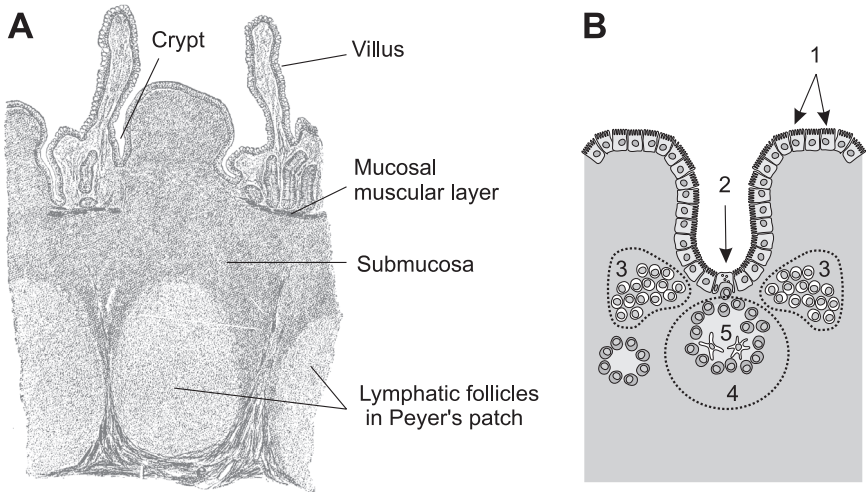 A
Crypt
Villus
Mucosal
muscular layer
Submucosa
Lymphatic follicles
in Peyer's patch
B
1
2
3
3
5
4